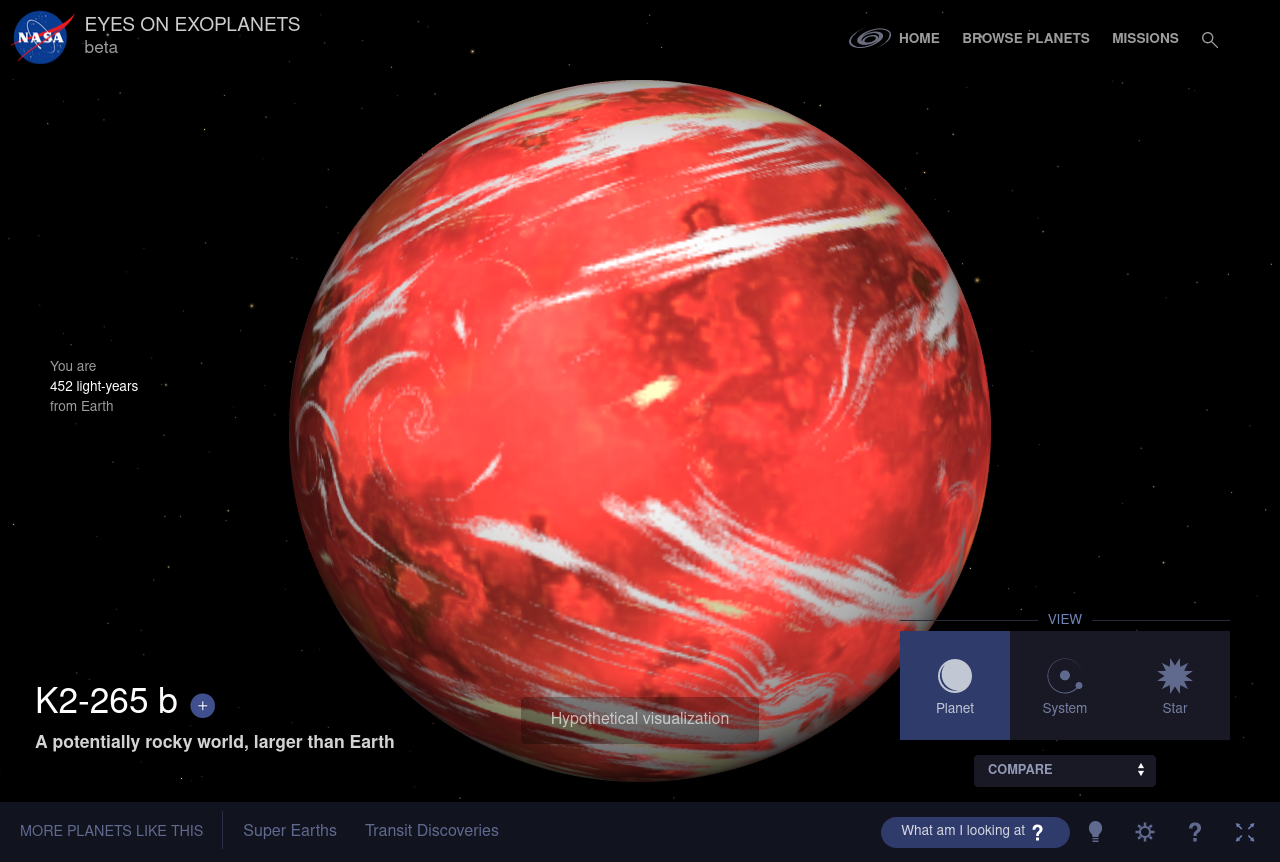 NASA
EYES ON EXOPLANETS
beta
HOME
BROWSE PLANETS
MISSIONS
You are
452 light-years
from Earth
K2-265 b +
A potentially rocky world, larger than Earth
Hypothetical visualization
VIEW
Planet
System
Star
COMPARE
MORE PLANETS LIKE THIS
Super Earths
Transit Discoveries
What am I looking at ?
?